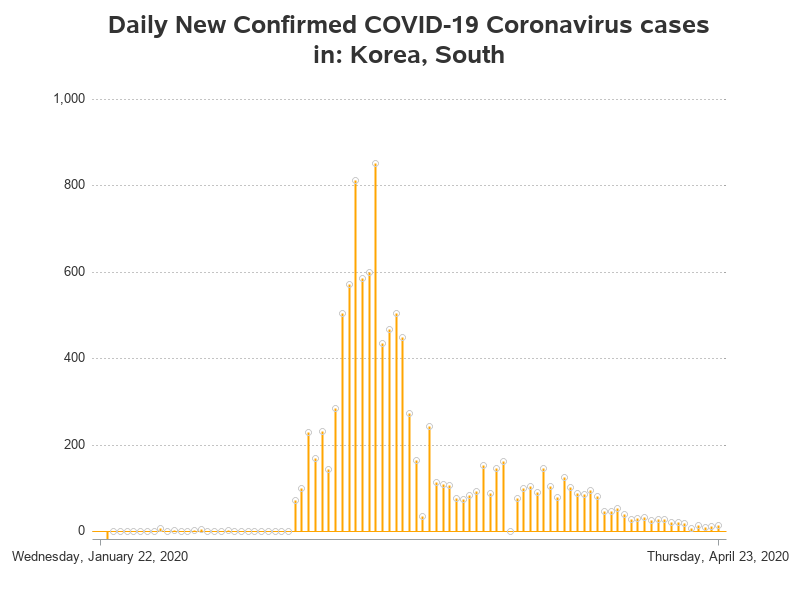 Daily New Confirmed COVID-19 Coronavirus cases
in: Korea, South
1,000
800
600
400
200
0
Wednesday, January 22, 2020
Thursday, April 23, 2020